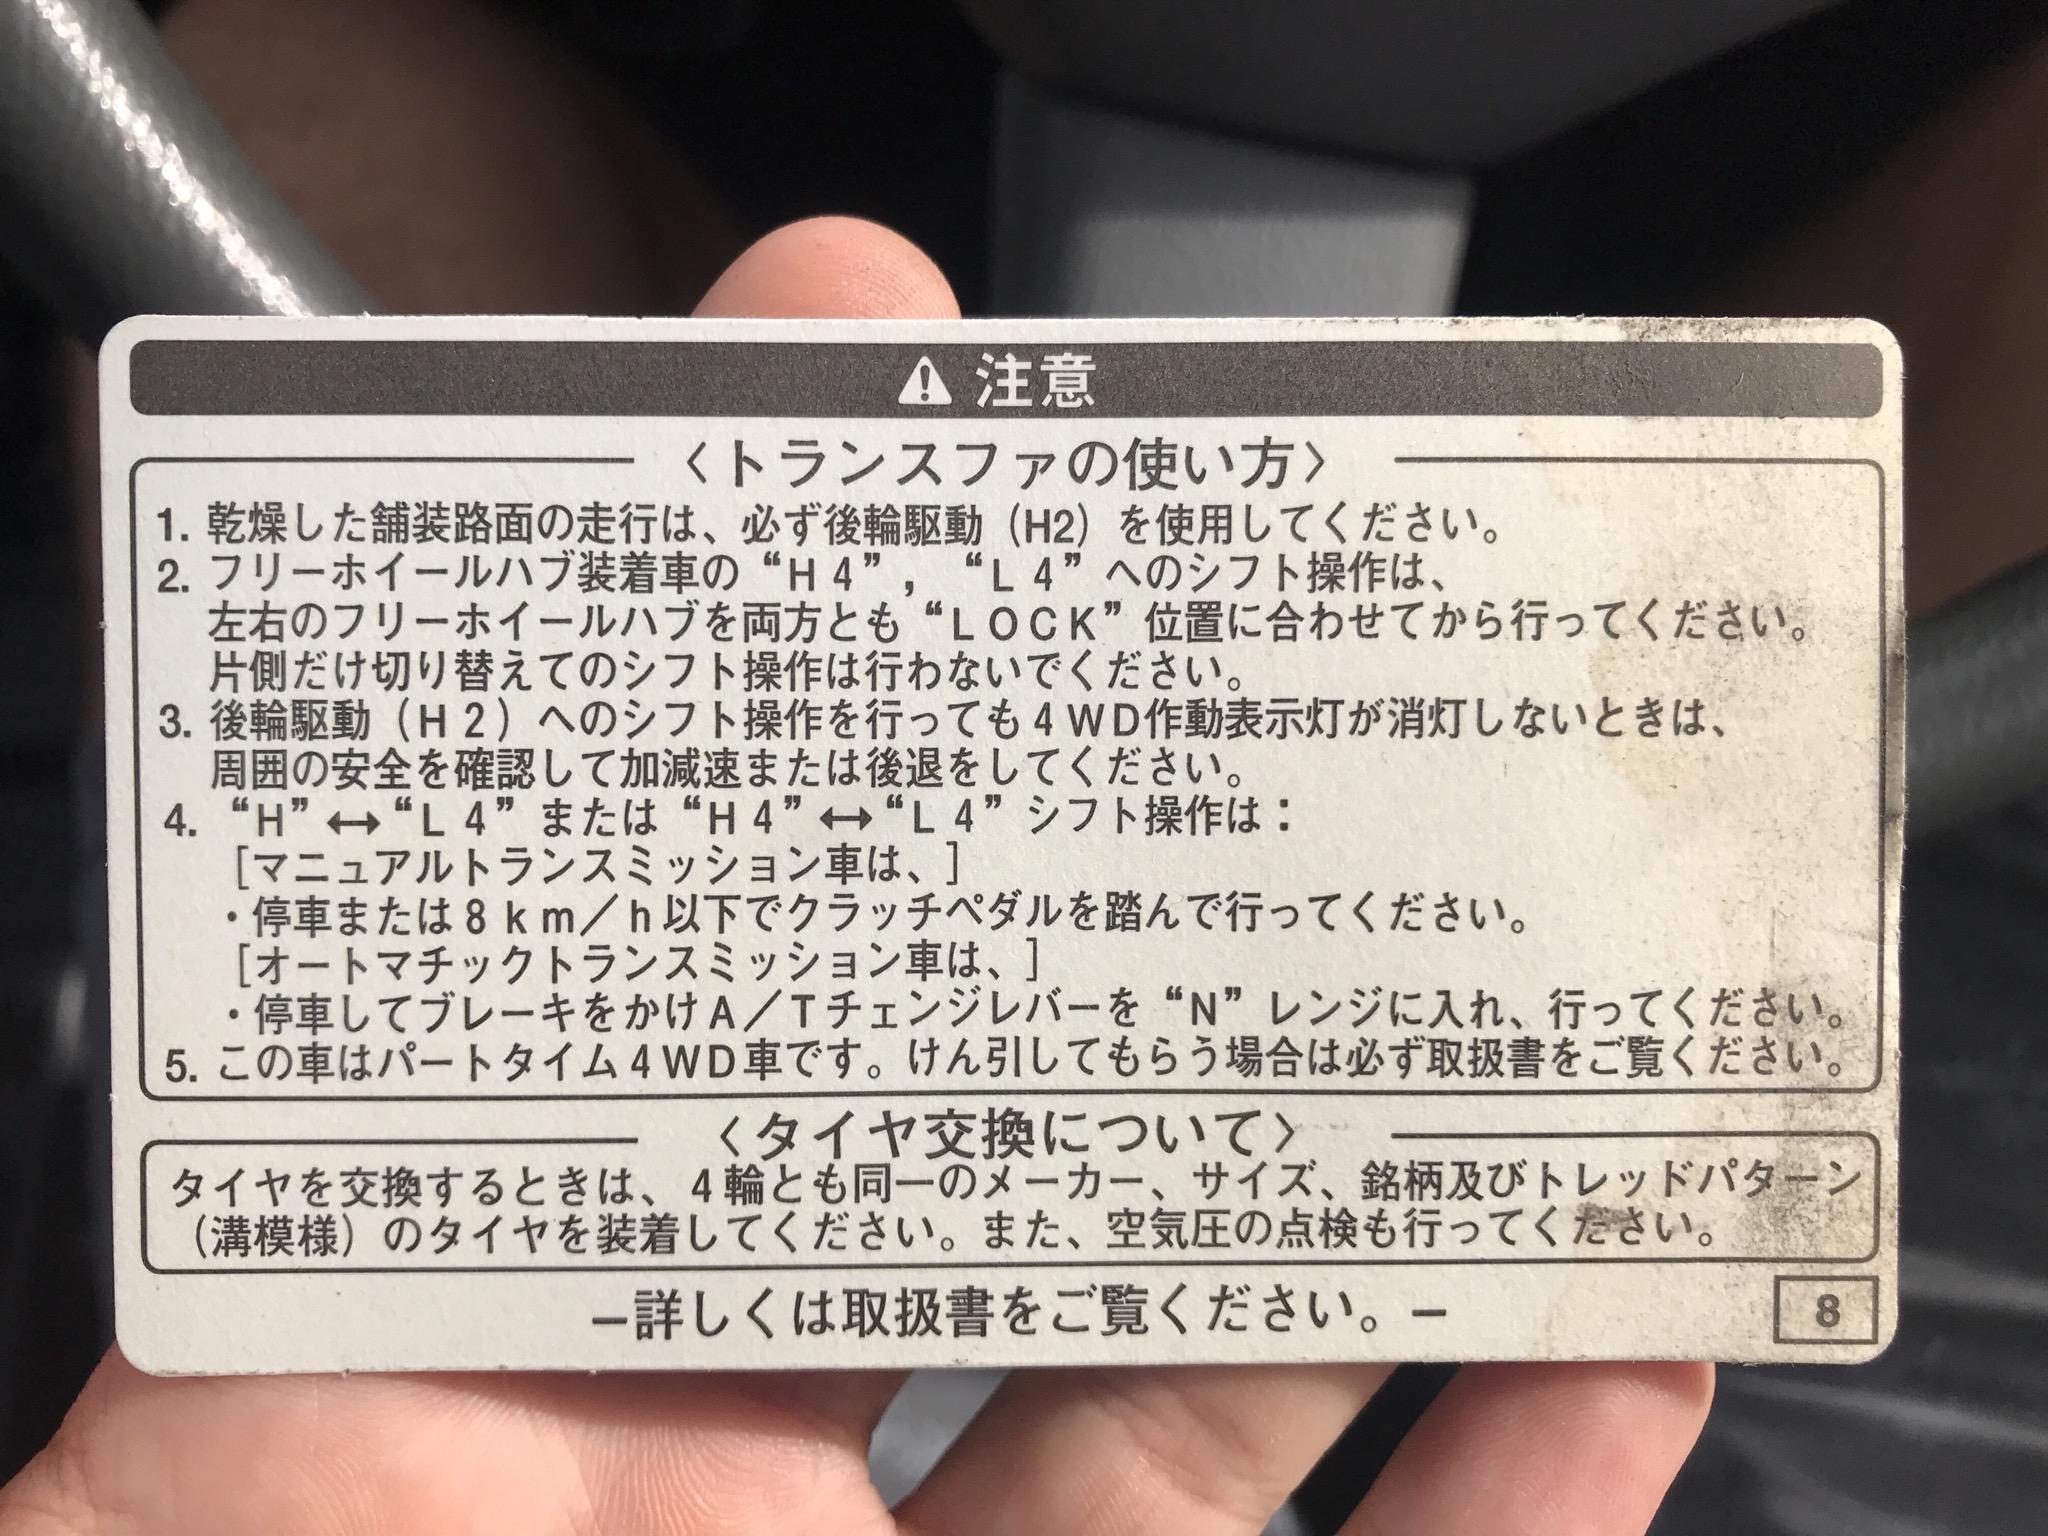 ⚠ 注意
〈トランスファの使い方〉
1. 乾燥した舗装路面の走行は、必ず後輪駆動（H2）を使用してください。
2. フリーホイールハブ装着車の“H4”，“L4”へのシフト操作は、
左右のフリーホイールハブを両方とも“LOCK”位置に合わせてから行ってください。
片側だけ切り替えてのシフト操作は行わないでください。
3. 後輪駆動（H2）へのシフト操作を行っても4WD作動表示灯が消灯しないときは、
周囲の安全を確認して加減速または後退をしてください。
4. “H”↔“L4”または“H4”↔“L4”シフト操作は：
［マニュアルトランスミッション車は、］
・停車または8km／h以下でクラッチペダルを踏んで行ってください。
［オートマチックトランスミッション車は、］
・停車してブレーキをかけA／Tチェンジレバーを“N”レンジに入れ、行ってください。
5. この車はパートタイム4WD車です。けん引してもらう場合は必ず取扱書をご覧ください。
〈タイヤ交換について〉
タイヤを交換するときは、4輪とも同一のメーカー、サイズ、銘柄及びトレッドパターン
（溝模様）のタイヤを装着してください。また、空気圧の点検も行ってください。
−詳しくは取扱書をご覧ください。−
8